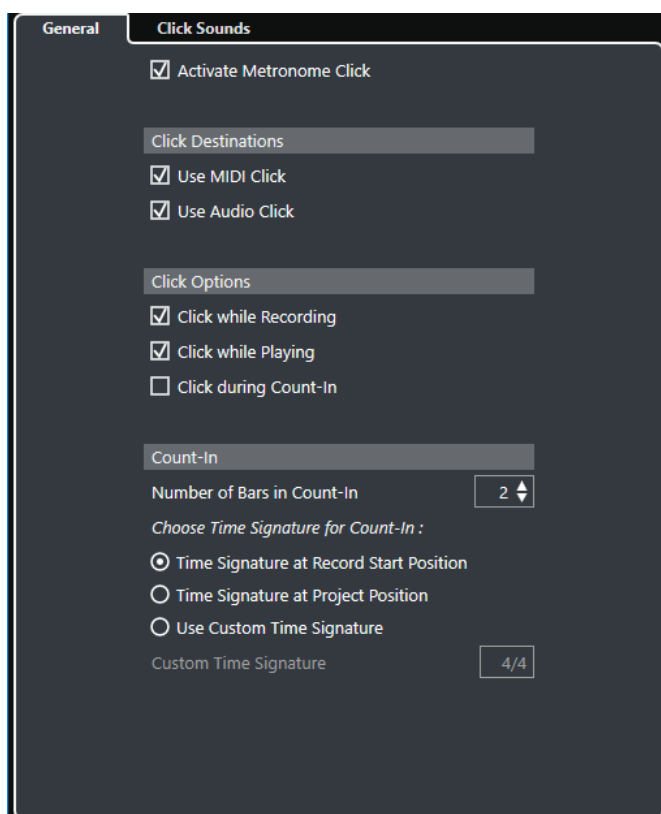 General Click Sounds
Activate Metronome Click
Click Destinations
Use MIDI Click
Use Audio Click
Click Options
Click while Recording
Click while Playing
Click during Count-In
Count-In
Number of Bars in Count-In 2
Choose Time Signature for Count-In :
Time Signature at Record Start Position
Time Signature at Project Position
Use Custom Time Signature
Custom Time Signature 4/4